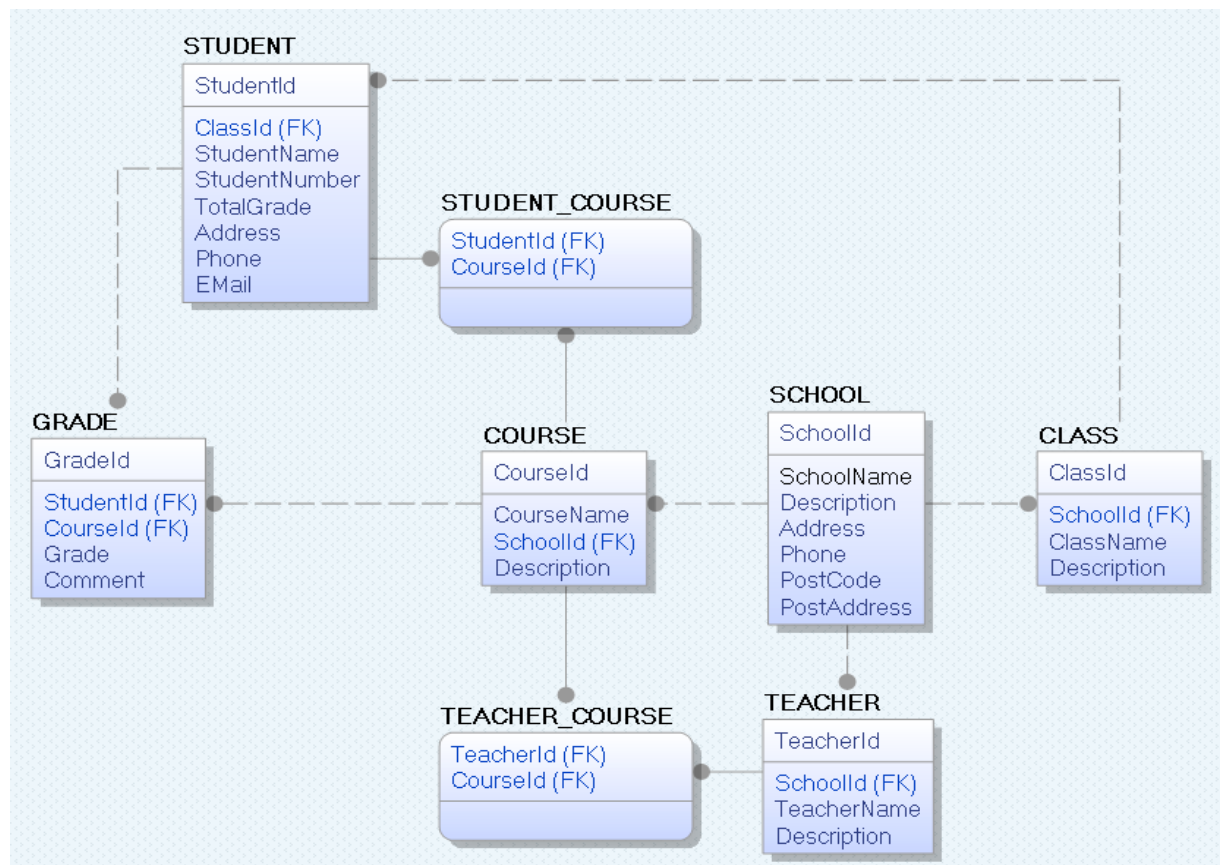 STUDENT
StudentId
ClassId (FK)
StudentName
StudentNumber
TotalGrade
Address
Phone
EMail
STUDENT_COURSE
StudentId (FK)
CourseId (FK)
GRADE
GradeId
StudentId (FK)
CourseId (FK)
Grade
Comment
COURSE
CourseId
CourseName
SchoolId (FK)
Description
SCHOOL
SchoolId
SchoolName
Description
Address
Phone
PostCode
PostAddress
CLASS
ClassId
SchoolId (FK)
ClassName
Description
TEACHER_COURSE
TeacherId (FK)
CourseId (FK)
TEACHER
TeacherId
SchoolId (FK)
TeacherName
Description